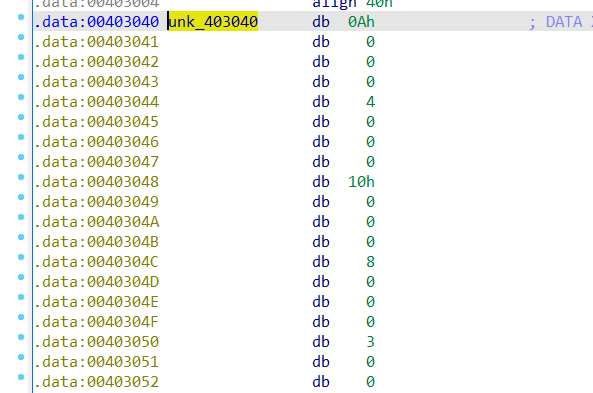 .data:00403004 align 40h
.data:00403040 unk_403040 db 0Ah ; DATA
.data:00403041 db 0
.data:00403042 db 0
.data:00403043 db 0
.data:00403044 db 4
.data:00403045 db 0
.data:00403046 db 0
.data:00403047 db 0
.data:00403048 db 10h
.data:00403049 db 0
.data:0040304A db 0
.data:0040304B db 0
.data:0040304C db 8
.data:0040304D db 0
.data:0040304E db 0
.data:0040304F db 0
.data:00403050 db 3
.data:00403051 db 0
.data:00403052 db 0